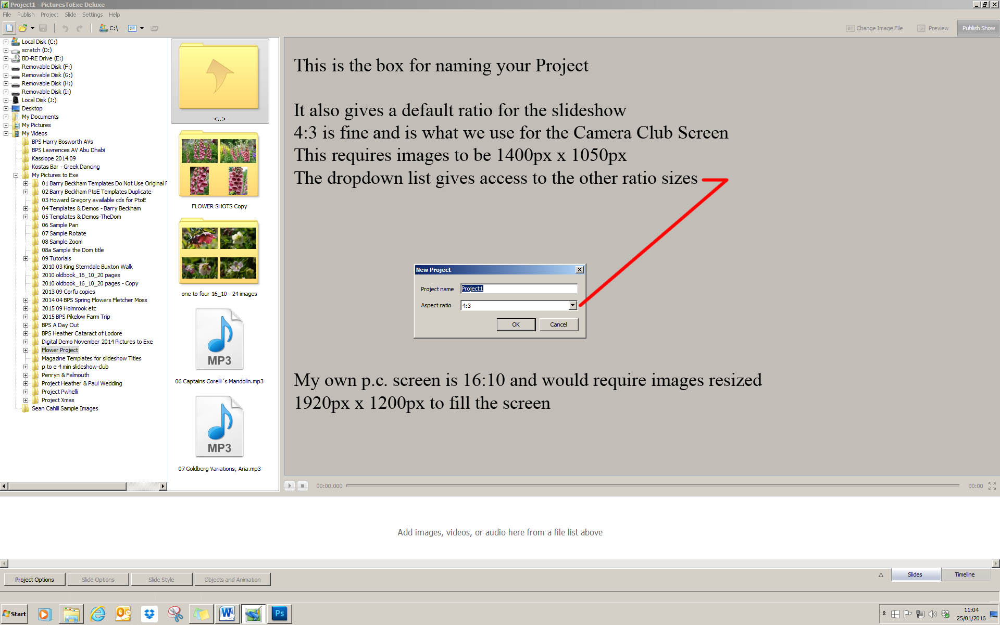 Project1 - PicturesToExe Deluxe
File Publish Project Slide Settings Help
C:\
Change Image File Preview Publish Show
Local Disk (C:)
scratch (D:)
BD-RE Drive (E:)
Removable Disk (F:)
Removable Disk (G:)
Removable Disk (H:)
Removable Disk (I:)
Local Disk (J:)
Desktop
My Documents
My Pictures
My Videos
BPS Harry Bosworth AVs
BPS Lawrences AV Abu Dhabi
Kassiope 2014 09
Kostas Bar - Greek Dancing
My Pictures to Exe
01 Barry Beckham Templates Do Not Use Original F
02 Barry Beckham PtoE Templates Duplicate
03 Howard Gregory available cds for PtoE
04 Templates & Demos - Barry Beckham
05 Templates & Demos-TheDom
06 Sample Pan
07 Sample Rotate
08 Sample Zoom
08a Sample the Dom title
09 Tutorials
2010 03 King Sterndale Buxton Walk
2010 oldbook_16_10_20 pages
2010 oldbook_16_10_20 pages - Copy
2013 09 Corfu copies
2014 04 BPS Spring Flowers Fletcher Moss
2015 09 Holmrook etc
2015 BPS Pikelow Farm Trip
BPS A Day Out
BPS Heather Cataract of Lodore
Digital Demo November 2014 Pictures to Exe
Flower Project
Magazine Templates for slideshow Titles
p to e 4 min slideshow-club
Penryn & Falmouth
Project Heather & Paul Wedding
Project Pwhelli
Project Xmas
Sean Cahill Sample Images
<..>
FLOWER SHOTS Copy
one to four 16_10 - 24 images
MP3
06 Captains Corelli´s Mandolin.mp3
MP3
07 Goldberg Variations, Aria.mp3
This is the box for naming your Project
It also gives a default ratio for the slideshow
4:3 is fine and is what we use for the Camera Club Screen
This requires images to be 1400px x 1050px
The dropdown list gives access to the other ratio sizes
New Project
Project name Project1
Aspect ratio 4:3
OK Cancel
My own p.c. screen is 16:10 and would require images resized
1920px x 1200px to fill the screen
00:00.000 00:00
Add images, videos, or audio here from a file list above
Project Options Slide Options Slide Style Objects and Animation
Slides Timeline
Start
W
Ps
11:04
25/01/2016